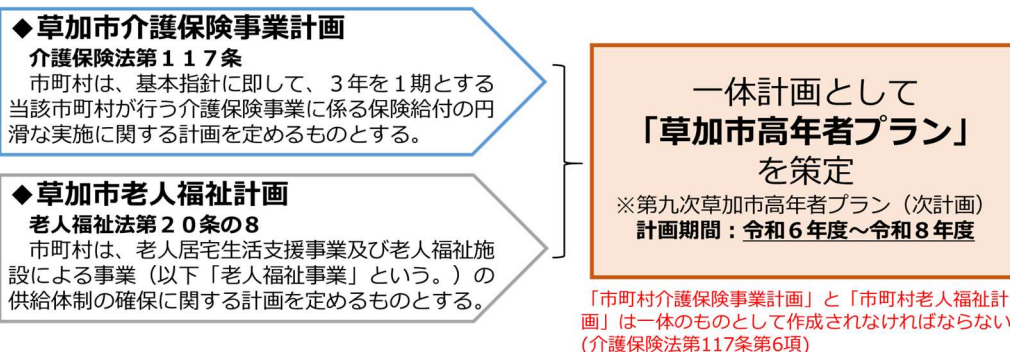 ◆草加市介護保険事業計画
介護保険法第１１７条
市町村は、基本指針に即して、３年を１期とする
当該市町村が行う介護保険事業に係る保険給付の円
滑な実施に関する計画を定めるものとする。
◆草加市老人福祉計画
老人福祉法第２０条の８
市町村は、老人居宅生活支援事業及び老人福祉施
設による事業（以下「老人福祉事業」という。）の
供給体制の確保に関する計画を定めるものとする。
一体計画として
「草加市高年者プラン」
を策定
※第九次草加市高年者プラン（次計画）
計画期間：令和６年度～令和８年度
「市町村介護保険事業計画」と「市町村老人福祉計
画」は一体のものとして作成されなければならない
(介護保険法第117条第6項)